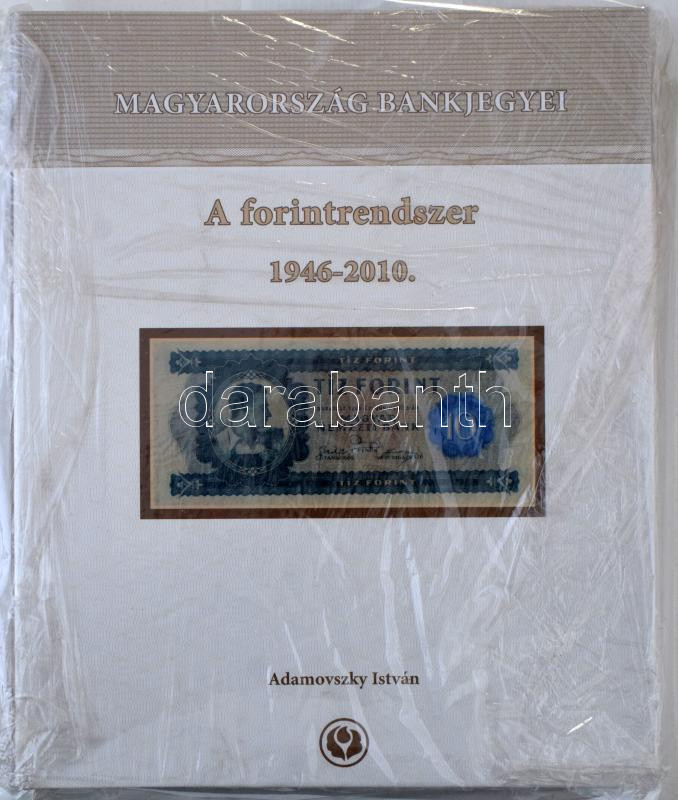 MAGYARORSZÁG BANKJEGYEI
A forintrendszer
1946-2010.
TÍZ FORINT
TÍZ FORINT
darabanth
TÍZ FORINT
Adamovszky István